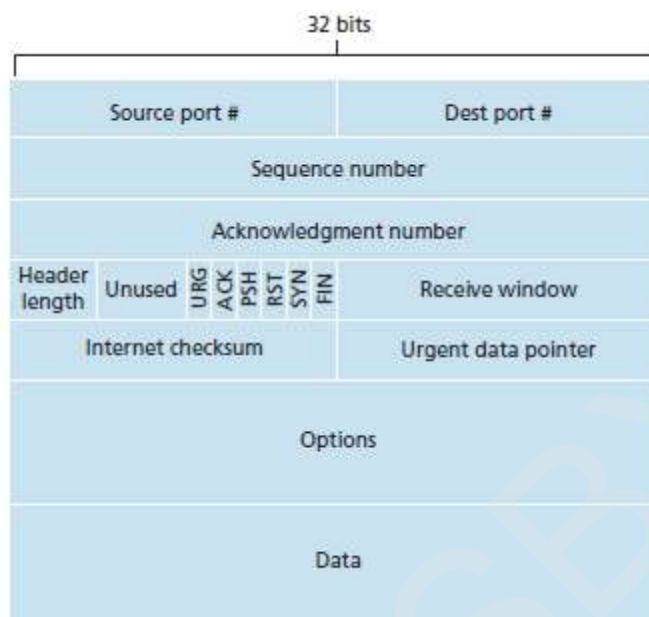 32 bits
Source port #
Dest port #
Sequence number
Acknowledgment number
Header
length
Unused
URG
ACK
PSH
RST
SYN
FIN
Receive window
Internet checksum
Urgent data pointer
Options
Data